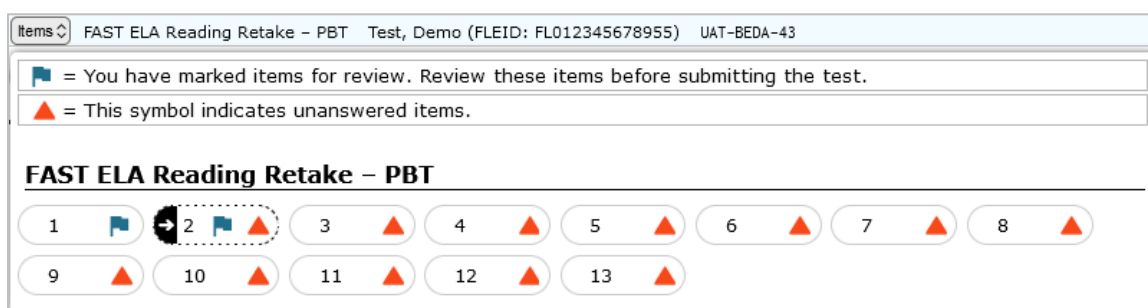 Items FAST ELA Reading Retake – PBT Test, Demo (FLEID: FL012345678955) UAT-BEDA-43
= You have marked items for review. Review these items before submitting the test.
= This symbol indicates unanswered items.
FAST ELA Reading Retake – PBT
1 2 3 4 5 6 7 8
9 10 11 12 13